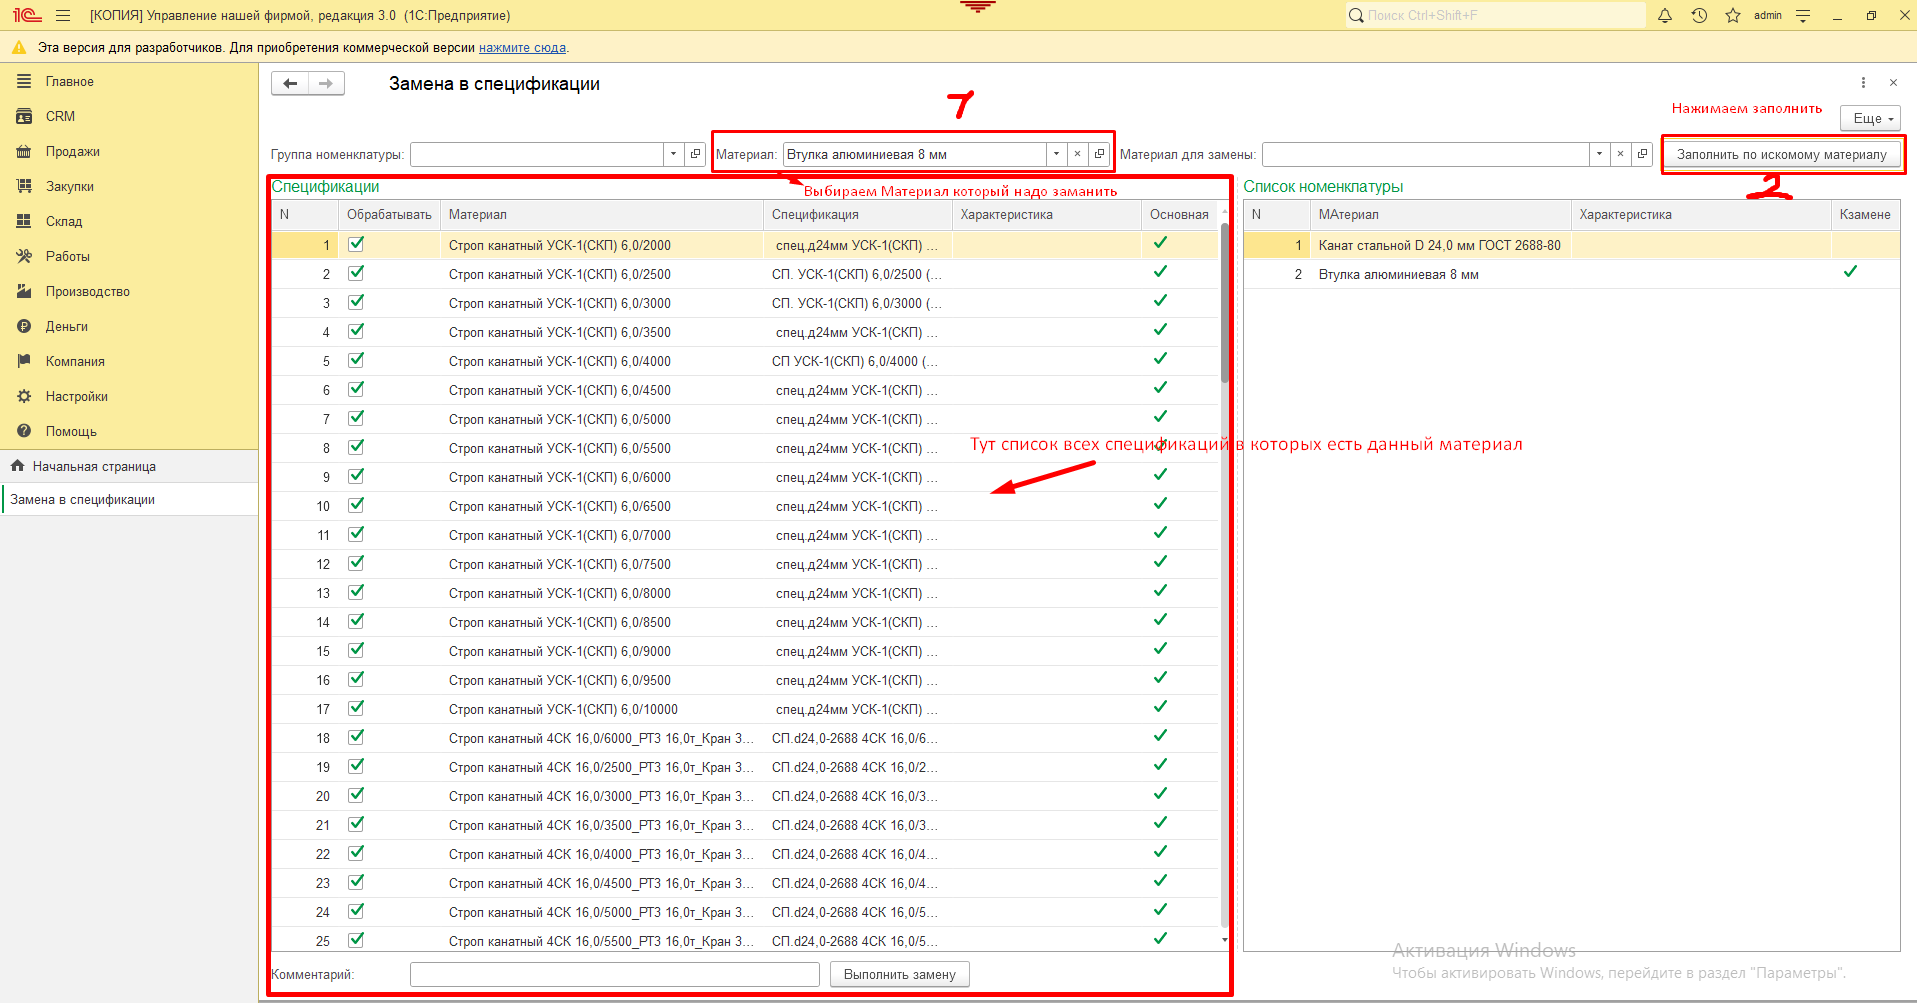 1С [КОПИЯ] Управление нашей фирмой, редакция 3.0 (1С:Предприятие) Поиск Ctrl+Shift+F admin
Эта версия для разработчиков. Для приобретения коммерческой версии нажмите сюда.
Главное
CRM
Продажи
Закупки
Склад
Работы
Производство
Деньги
Компания
Настройки
Помощь
Начальная страница
Замена в спецификации
Замена в спецификации
1
Нажимаем заполнить
Еще
Группа номенклатуры: Материал: Втулка алюминиевая 8 мм Материал для замены: Заполнить по искомому материалу
2
Выбираем Материал который надо заманить
Спецификации
N Обрабатывать Материал Спецификация Характеристика Основная
1 Строп канатный УСК-1(СКП) 6,0/2000 спец.д24мм УСК-1(СКП) ...
2 Строп канатный УСК-1(СКП) 6,0/2500 СП. УСК-1(СКП) 6,0/2500 (...
3 Строп канатный УСК-1(СКП) 6,0/3000 СП. УСК-1(СКП) 6,0/3000 (...
4 Строп канатный УСК-1(СКП) 6,0/3500 спец.д24мм УСК-1(СКП) ...
5 Строп канатный УСК-1(СКП) 6,0/4000 СП УСК-1(СКП) 6,0/4000 (...
6 Строп канатный УСК-1(СКП) 6,0/4500 спец.д24мм УСК-1(СКП) ...
7 Строп канатный УСК-1(СКП) 6,0/5000 спец.д24мм УСК-1(СКП) ...
8 Строп канатный УСК-1(СКП) 6,0/5500 спец.д24мм УСК-1(СКП) ...
Тут список всех спецификаций в которых есть данный материал
9 Строп канатный УСК-1(СКП) 6,0/6000 спец.д24мм УСК-1(СКП) ...
10 Строп канатный УСК-1(СКП) 6,0/6500 спец.д24мм УСК-1(СКП) ...
11 Строп канатный УСК-1(СКП) 6,0/7000 спец.д24мм УСК-1(СКП) ...
12 Строп канатный УСК-1(СКП) 6,0/7500 спец.д24мм УСК-1(СКП) ...
13 Строп канатный УСК-1(СКП) 6,0/8000 спец.д24мм УСК-1(СКП) ...
14 Строп канатный УСК-1(СКП) 6,0/8500 спец.д24мм УСК-1(СКП) ...
15 Строп канатный УСК-1(СКП) 6,0/9000 спец.д24мм УСК-1(СКП) ...
16 Строп канатный УСК-1(СКП) 6,0/9500 спец.д24мм УСК-1(СКП) ...
17 Строп канатный УСК-1(СКП) 6,0/10000 спец.д24мм УСК-1(СКП) ...
18 Строп канатный 4СК 16,0/6000_РТ3 16,0т_Кран 3... СП.d24,0-2688 4СК 16,0/6...
19 Строп канатный 4СК 16,0/2500_РТ3 16,0т_Кран 3... СП.d24,0-2688 4СК 16,0/2...
20 Строп канатный 4СК 16,0/3000_РТ3 16,0т_Кран 3... СП.d24,0-2688 4СК 16,0/3...
21 Строп канатный 4СК 16,0/3500_РТ3 16,0т_Кран 3... СП.d24,0-2688 4СК 16,0/3...
22 Строп канатный 4СК 16,0/4000_РТ3 16,0т_Кран 3... СП.d24,0-2688 4СК 16,0/4...
23 Строп канатный 4СК 16,0/4500_РТ3 16,0т_Кран 3... СП.d24,0-2688 4СК 16,0/4...
24 Строп канатный 4СК 16,0/5000_РТ3 16,0т_Кран 3... СП.d24,0-2688 4СК 16,0/5...
25 Строп канатный 4СК 16,0/5500_РТ3 16,0т_Кран 3... СП.d24,0-2688 4СК 16,0/5...
Комментарий: Выполнить замену
Список номенклатуры
N МАтериал Характеристика Кзамене
1 Канат стальной D 24,0 мм ГОСТ 2688-80
2 Втулка алюминиевая 8 мм
Активация Windows
Чтобы активировать Windows, перейдите в раздел "Параметры".